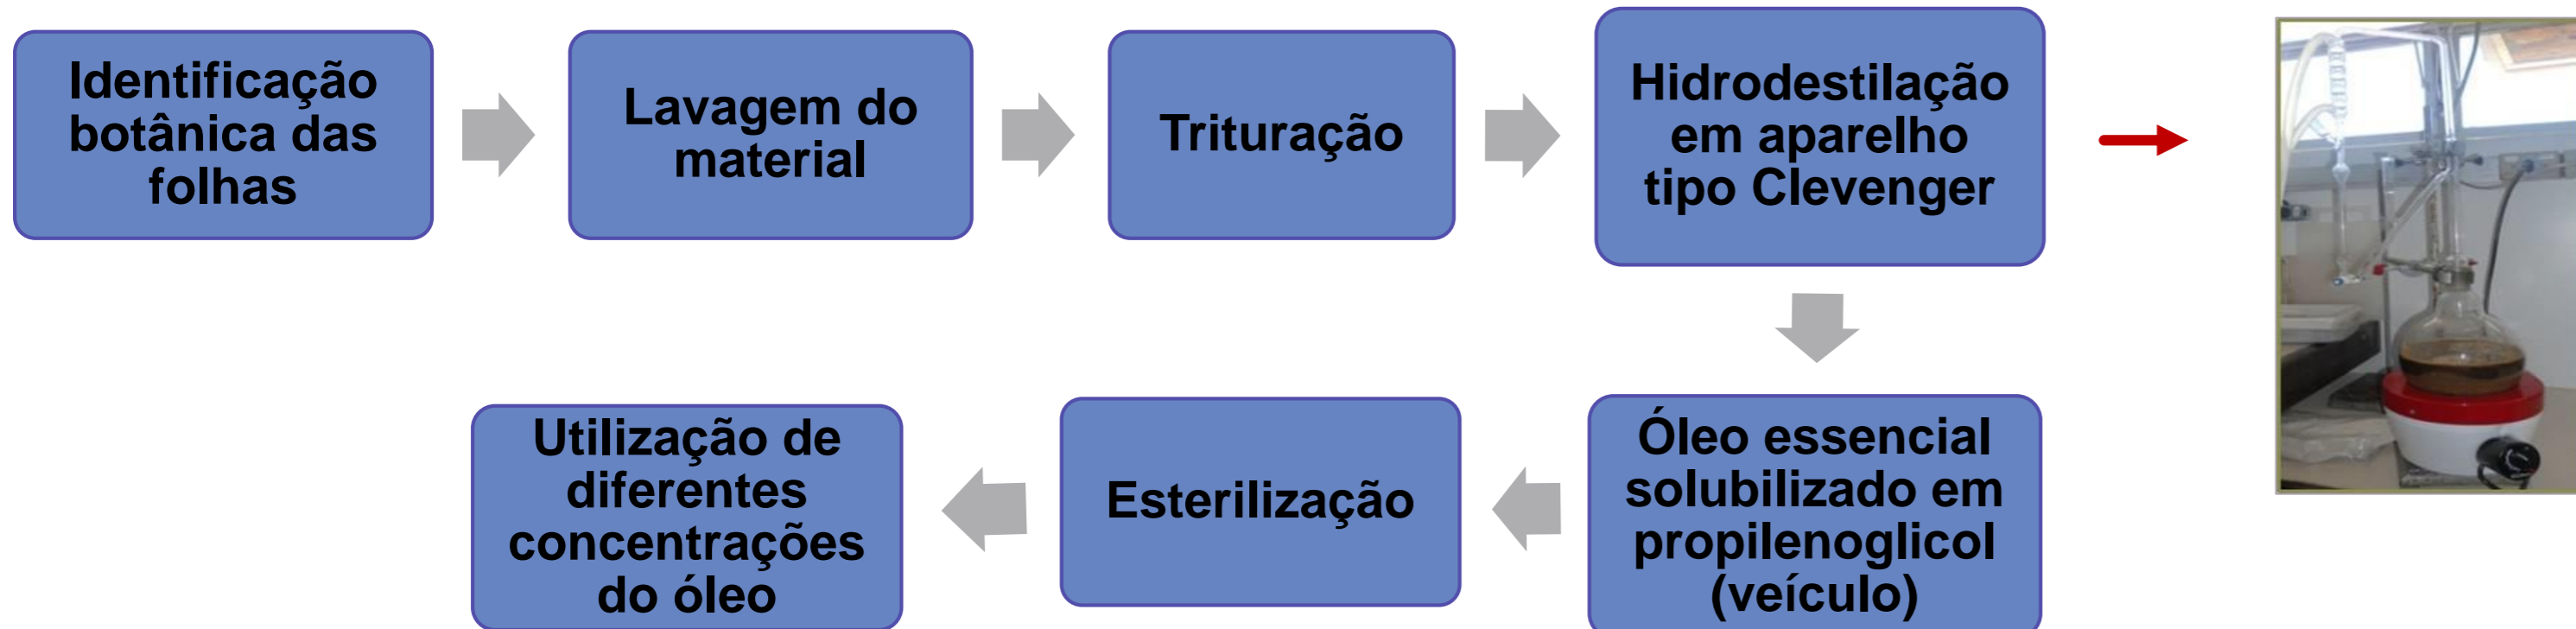 Identificação
botânica das
folhas
Lavagem do
material
Trituração
Hidrodestilação
em aparelho
tipo Clevenger
Óleo essencial
solubilizado em
propilenoglicol
(veículo)
Esterilização
Utilização de
diferentes
concentrações
do óleo